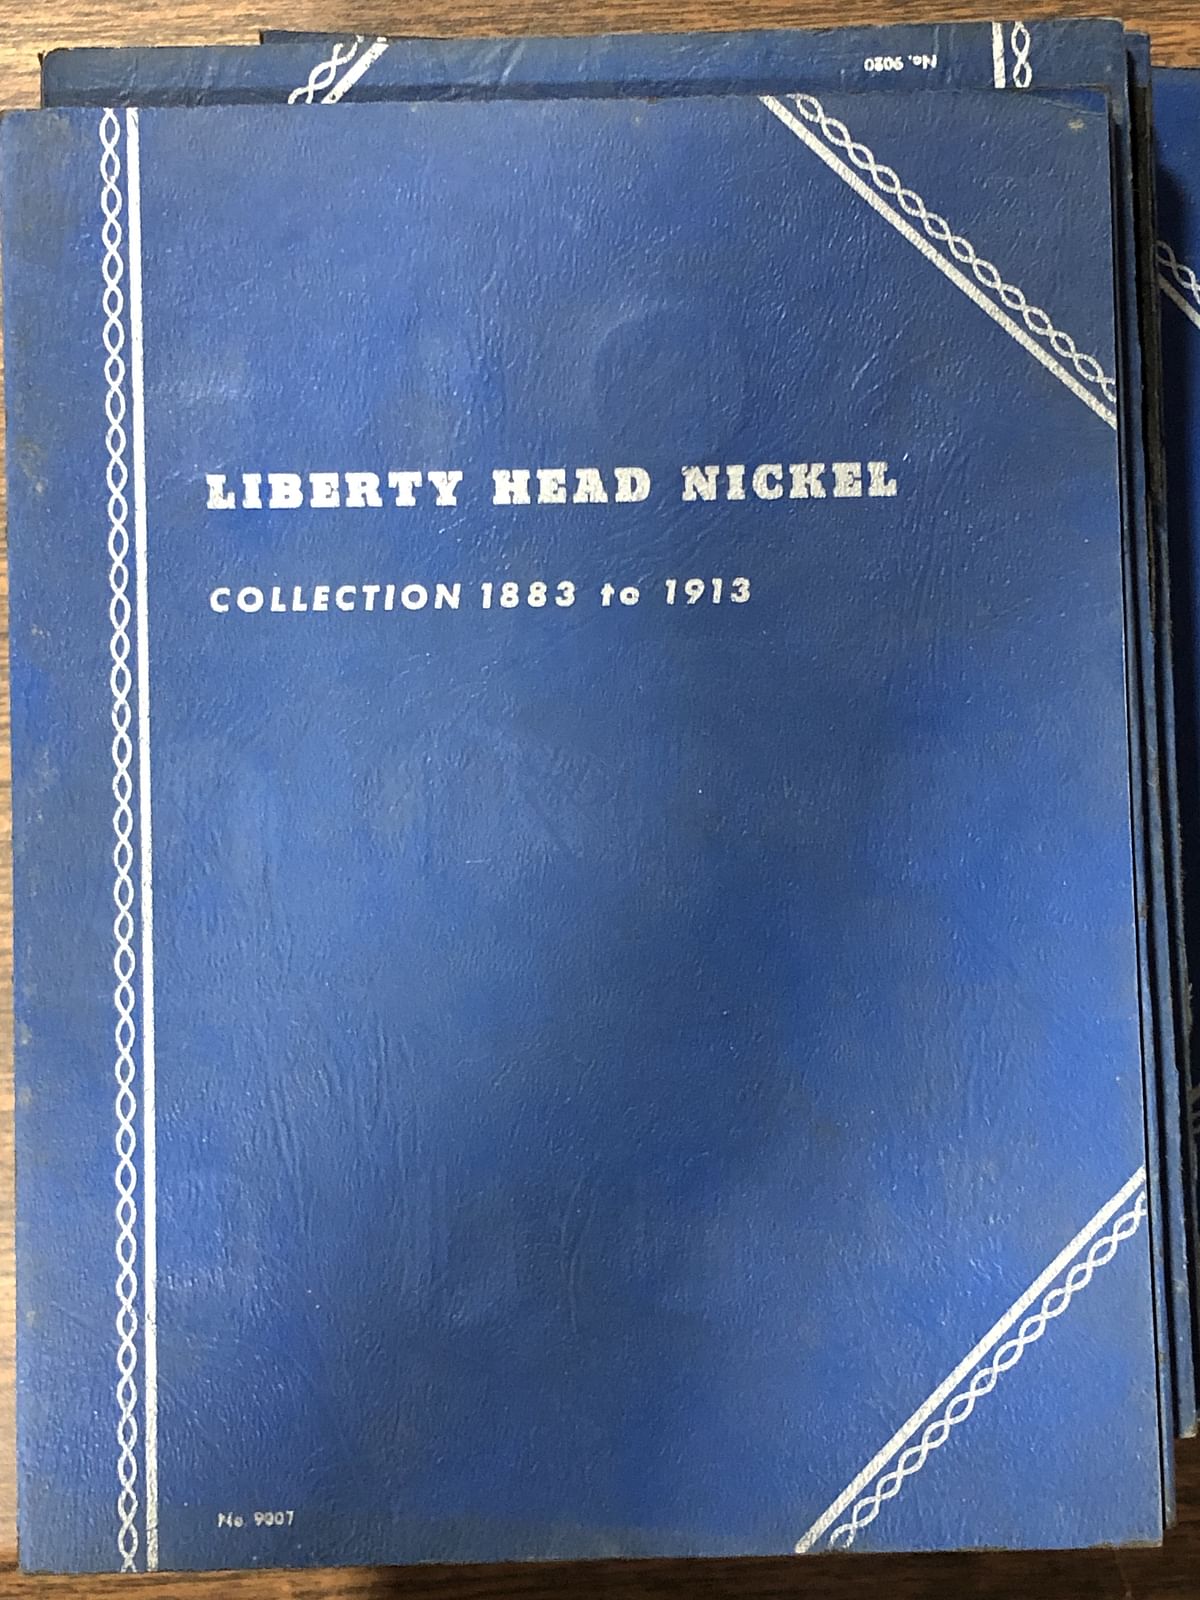 No. 9020
LIBERTY HEAD NICKEL
COLLECTION 1883 to 1913
No. 9007